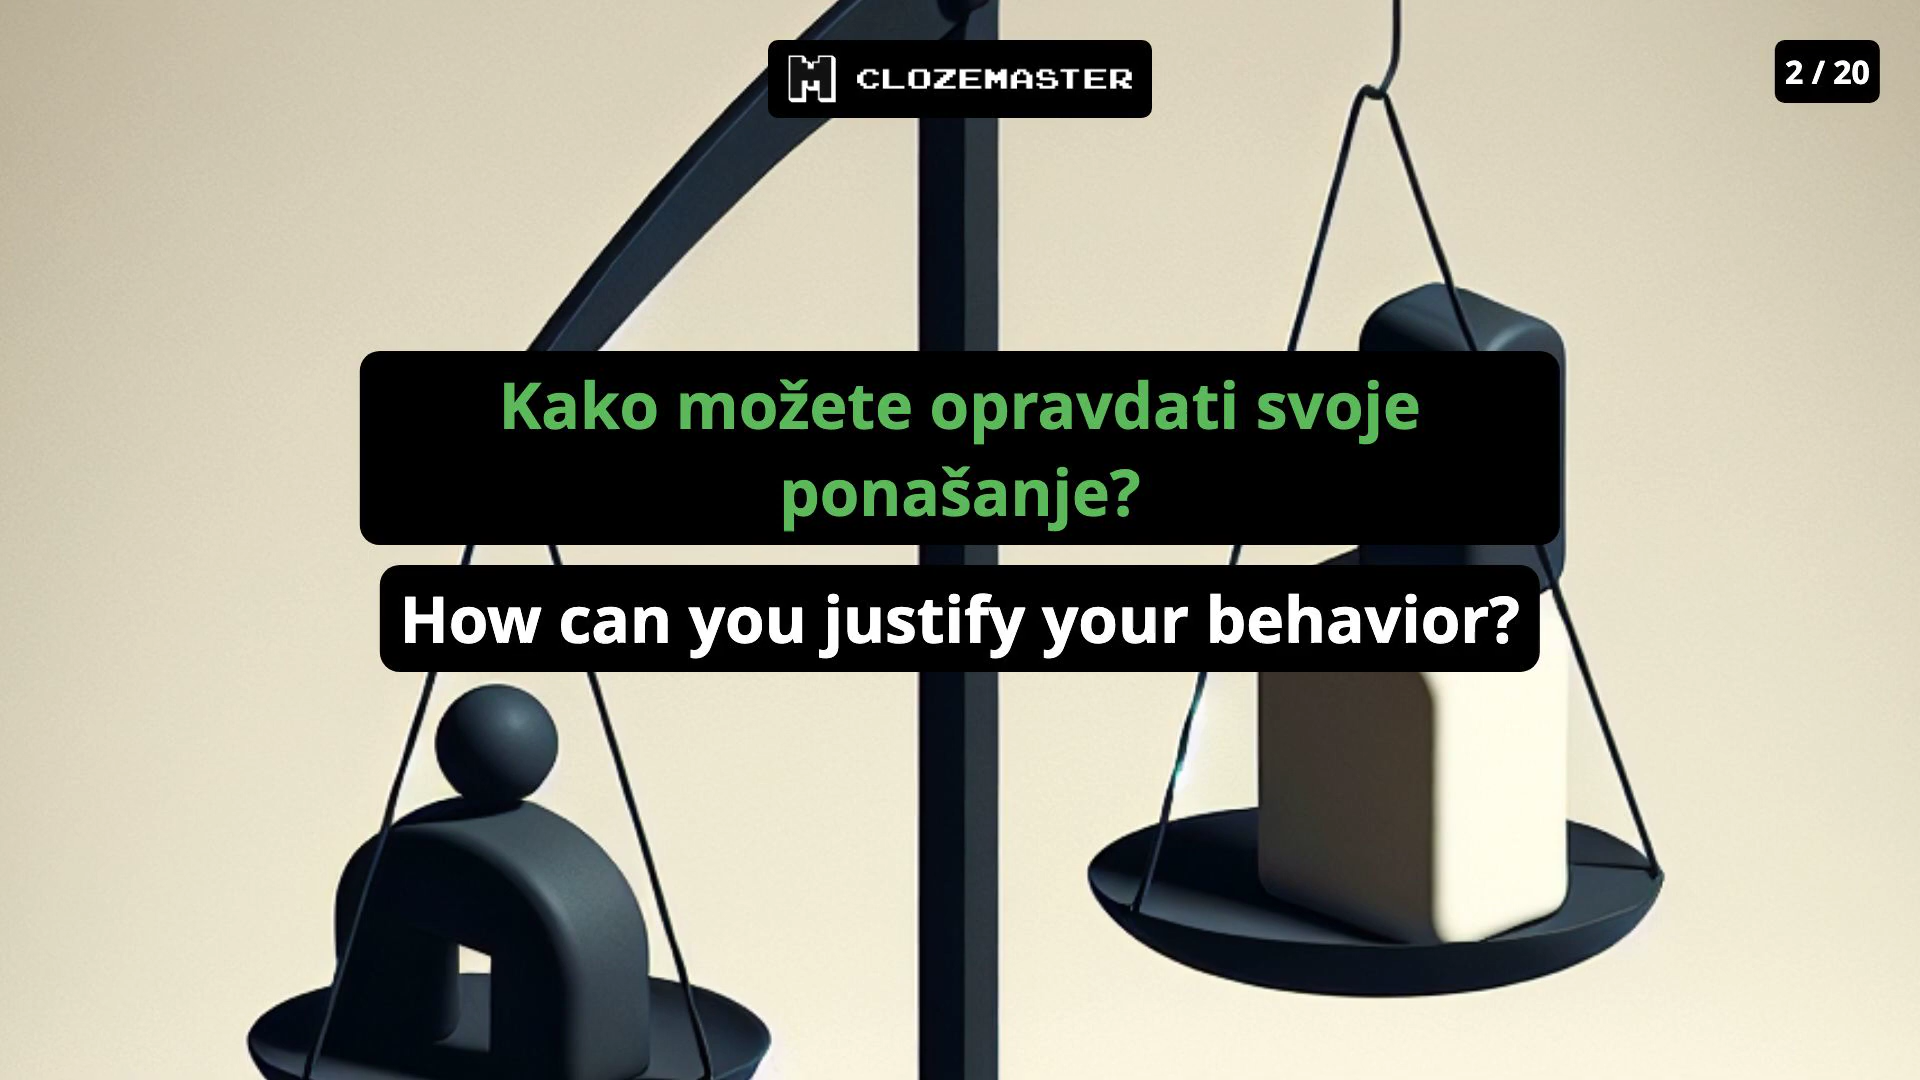 CLOZEMASTER
2 / 20
Kako možete opravdati svoje
ponašanje?
How can you justify your behavior?